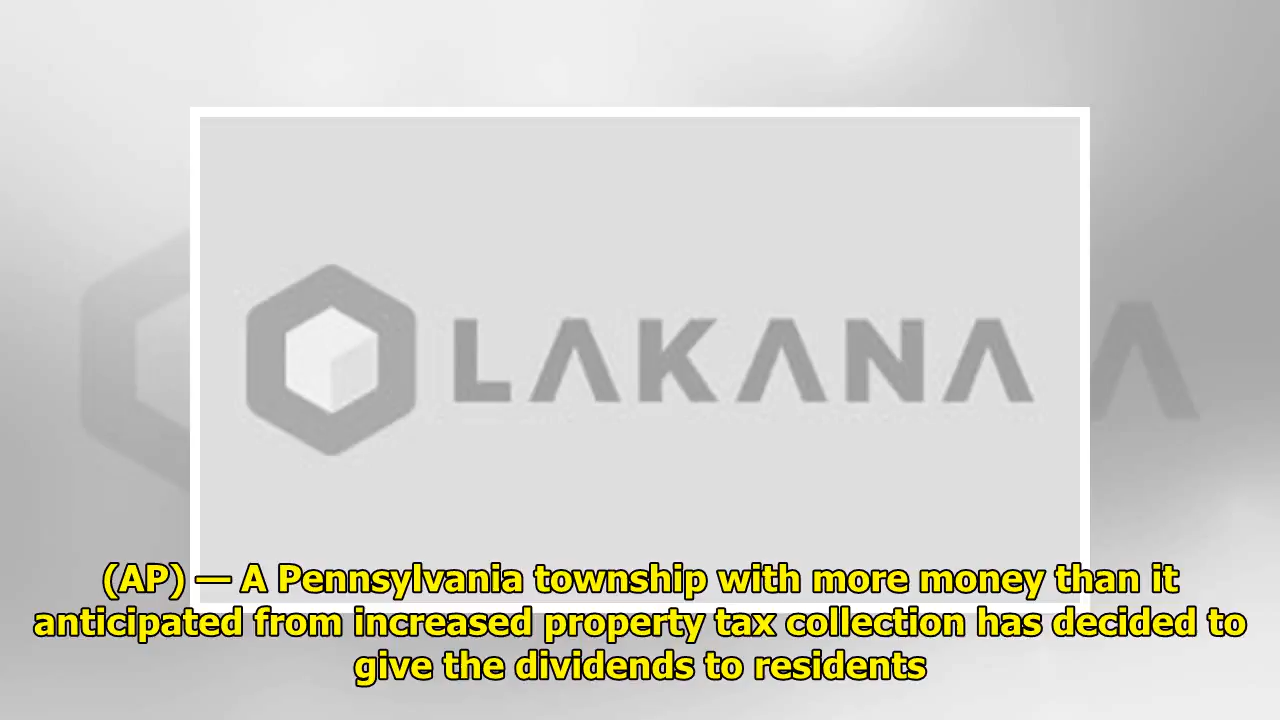 LAKANA
(AP) — A Pennsylvania township with more money than it
anticipated from increased property tax collection has decided to
give the dividends to residents